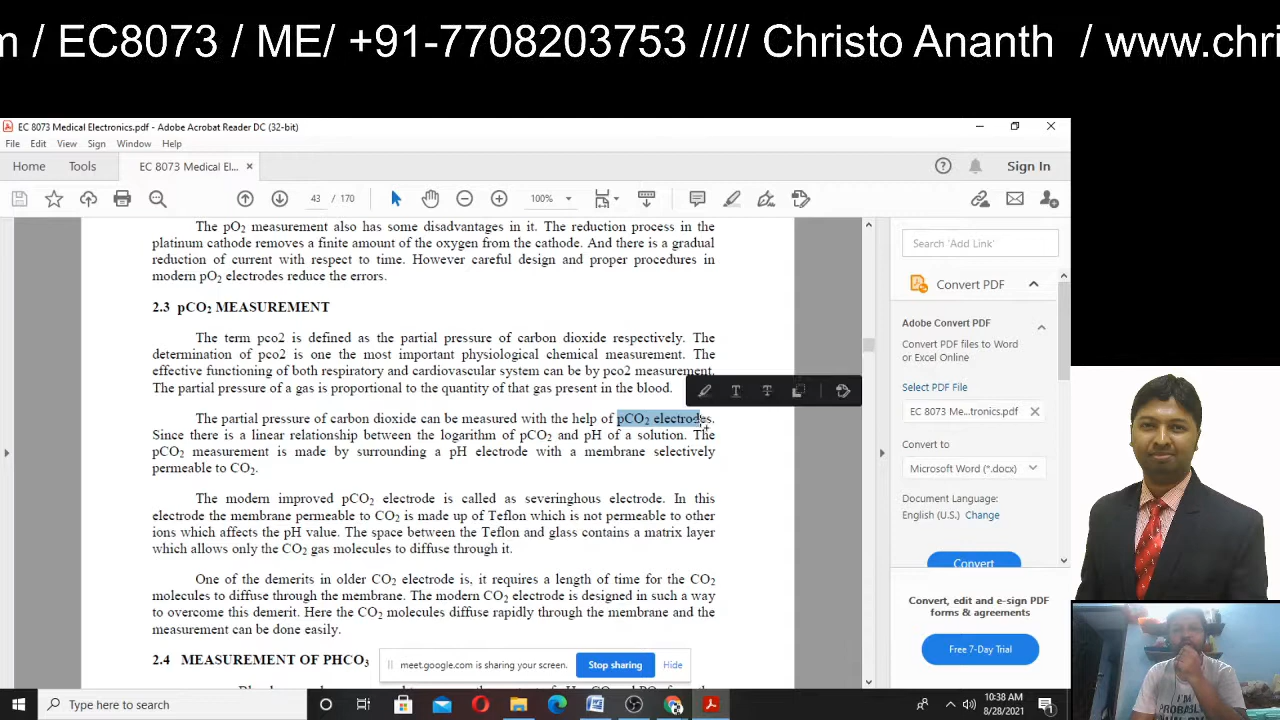 m / EC8073 / ME/ +91-7708203753 //// Christo Ananth / www.chri
EC 8073 Medical Electronics.pdf - Adobe Acrobat Reader DC (32-bit)
File Edit View Sign Window Help
Home Tools EC 8073 Medical El... × Sign In
43 / 170 100%
The pO2 measurement also has some disadvantages in it. The reduction process in the
platinum cathode removes a finite amount of the oxygen from the cathode. And there is a gradual
reduction of current with respect to time. However careful design and proper procedures in
modern pO2 electrodes reduce the errors.
2.3 pCO2 MEASUREMENT
The term pco2 is defined as the partial pressure of carbon dioxide respectively. The
determination of pco2 is one the most important physiological chemical measurement. The
effective functioning of both respiratory and cardiovascular system can be by pco2 measurement.
The partial pressure of a gas is proportional to the quantity of that gas present in the blood.
The partial pressure of carbon dioxide can be measured with the help of pCO2 electrodes.
Since there is a linear relationship between the logarithm of pCO2 and pH of a solution. The
pCO2 measurement is made by surrounding a pH electrode with a membrane selectively
permeable to CO2.
The modern improved pCO2 electrode is called as severinghous electrode. In this
electrode the membrane permeable to CO2 is made up of Teflon which is not permeable to other
ions which affects the pH value. The space between the Teflon and glass contains a matrix layer
which allows only the CO2 gas molecules to diffuse through it.
One of the demerits in older CO2 electrode is, it requires a length of time for the CO2
molecules to diffuse through the membrane. The modern CO2 electrode is designed in such a way
to overcome this demerit. Here the CO2 molecules diffuse rapidly through the membrane and the
measurement can be done easily.
2.4 MEASUREMENT OF PHCO3
Search 'Add Link'
Convert PDF
Adobe Convert PDF
Convert PDF files to Word
or Excel Online
Select PDF File
EC 8073 Me...tronics.pdf
Convert to
Microsoft Word (*.docx)
Document Language:
English (U.S.) Change
Convert
Convert, edit and e-sign PDF
forms & agreements
Free 7-Day Trial
meet.google.com is sharing your screen. Stop sharing Hide
Type here to search
10:38 AM
8/28/2021